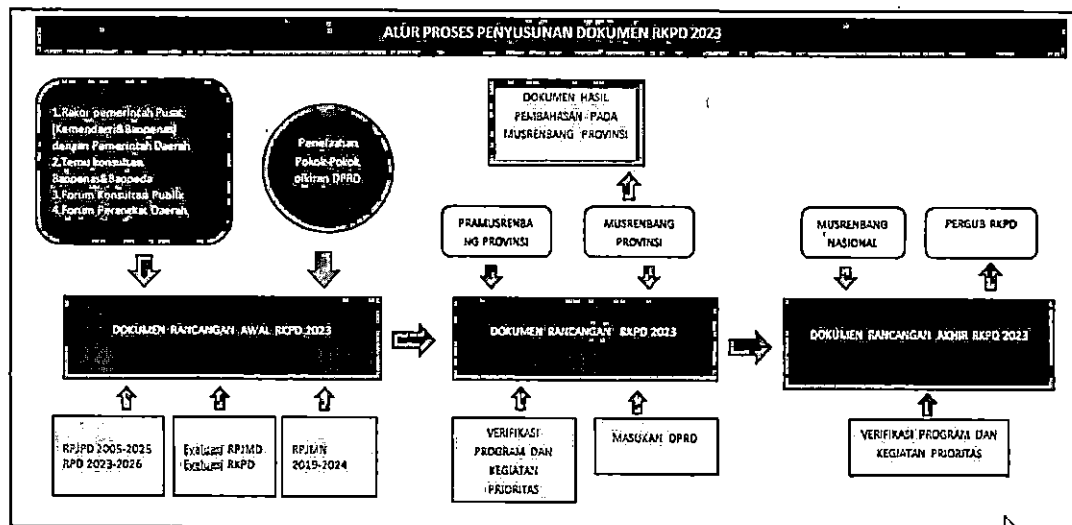 ALUR PROSES PENYUSUNAN DOKUMEN RKPD 2023
1.Rakor pemerintah Pusat,
(Kemendagri&Bappenas)
dengan Pemerintah Daerah
2.Temu konsultasi
Bappenas&Bappeda
3.Forum Konsultasi Publik
4.Forum Perangkat Daerah,
Penelaahan
Pokok-Pokok
pikiran DPRD
DOKUMEN HASIL
PEMBAHASAN PADA
MUSRENBANG PROVINSI
PRAMUSRENBA
NG PROVINSI
MUSRENBANG
PROVINSI
MUSRENBANG
NASIONAL
PERGUB RKPD
DOKUMEN RANCANGAN AWAL RKPD 2023
DOKUMEN RANCANGAN RKPD 2023
DOKUMEN RANCANGAN AKHIR RKPD 2023
RPJPD 2005-2025
RPD 2023-2026
Evaluasi RPJMD
Evaluasi RKPD
RPJMN
2019-2024
VERIFIKASI
PROGRAM DAN
KEGIATAN
PRIORITAS
MASUKAN DPRD
VERIFIKASI PROGRAM DAN
KEGIATAN PRIORITAS